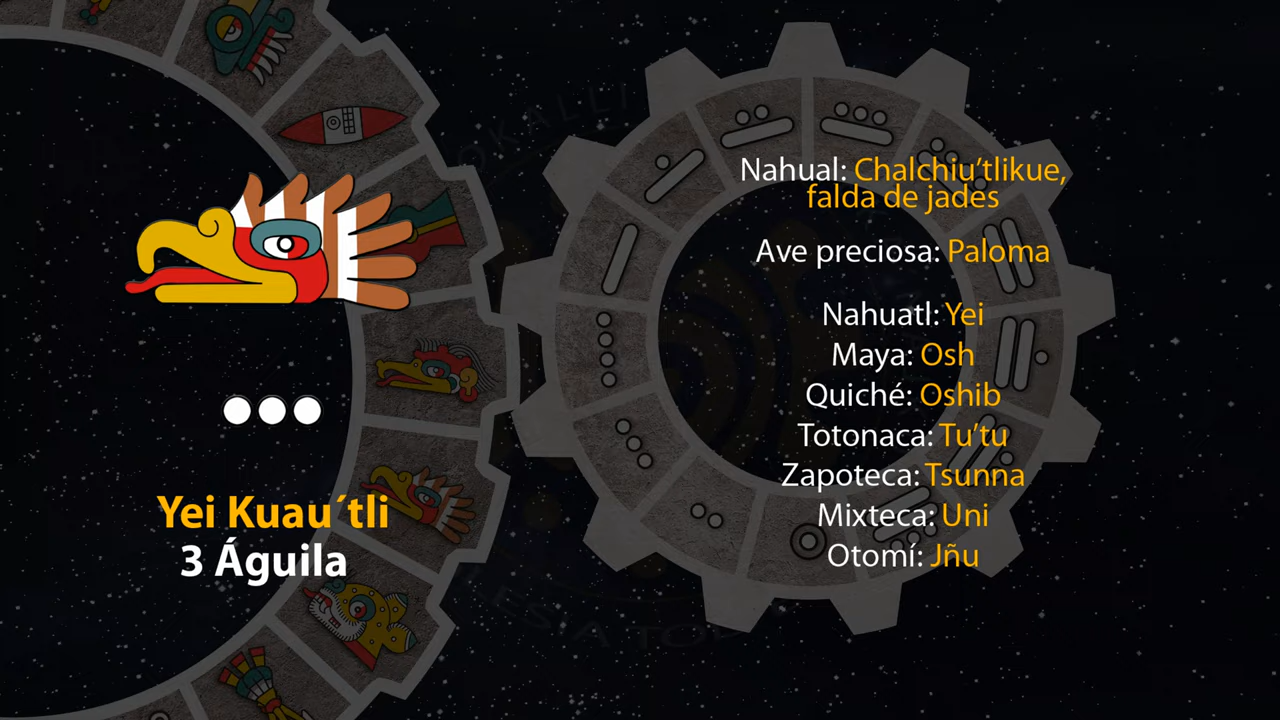 Nahual: Chalchiu'tlikue,
falda de jades
Ave preciosa: Paloma
Nahuatl: Yei
Maya: Osh
Quiché: Oshib
Totonaca: Tu'tu
Zapoteca: Tsunna
Mixteca: Uni
Otomí: Jñu
Yei Kuau´tli
3 Águila